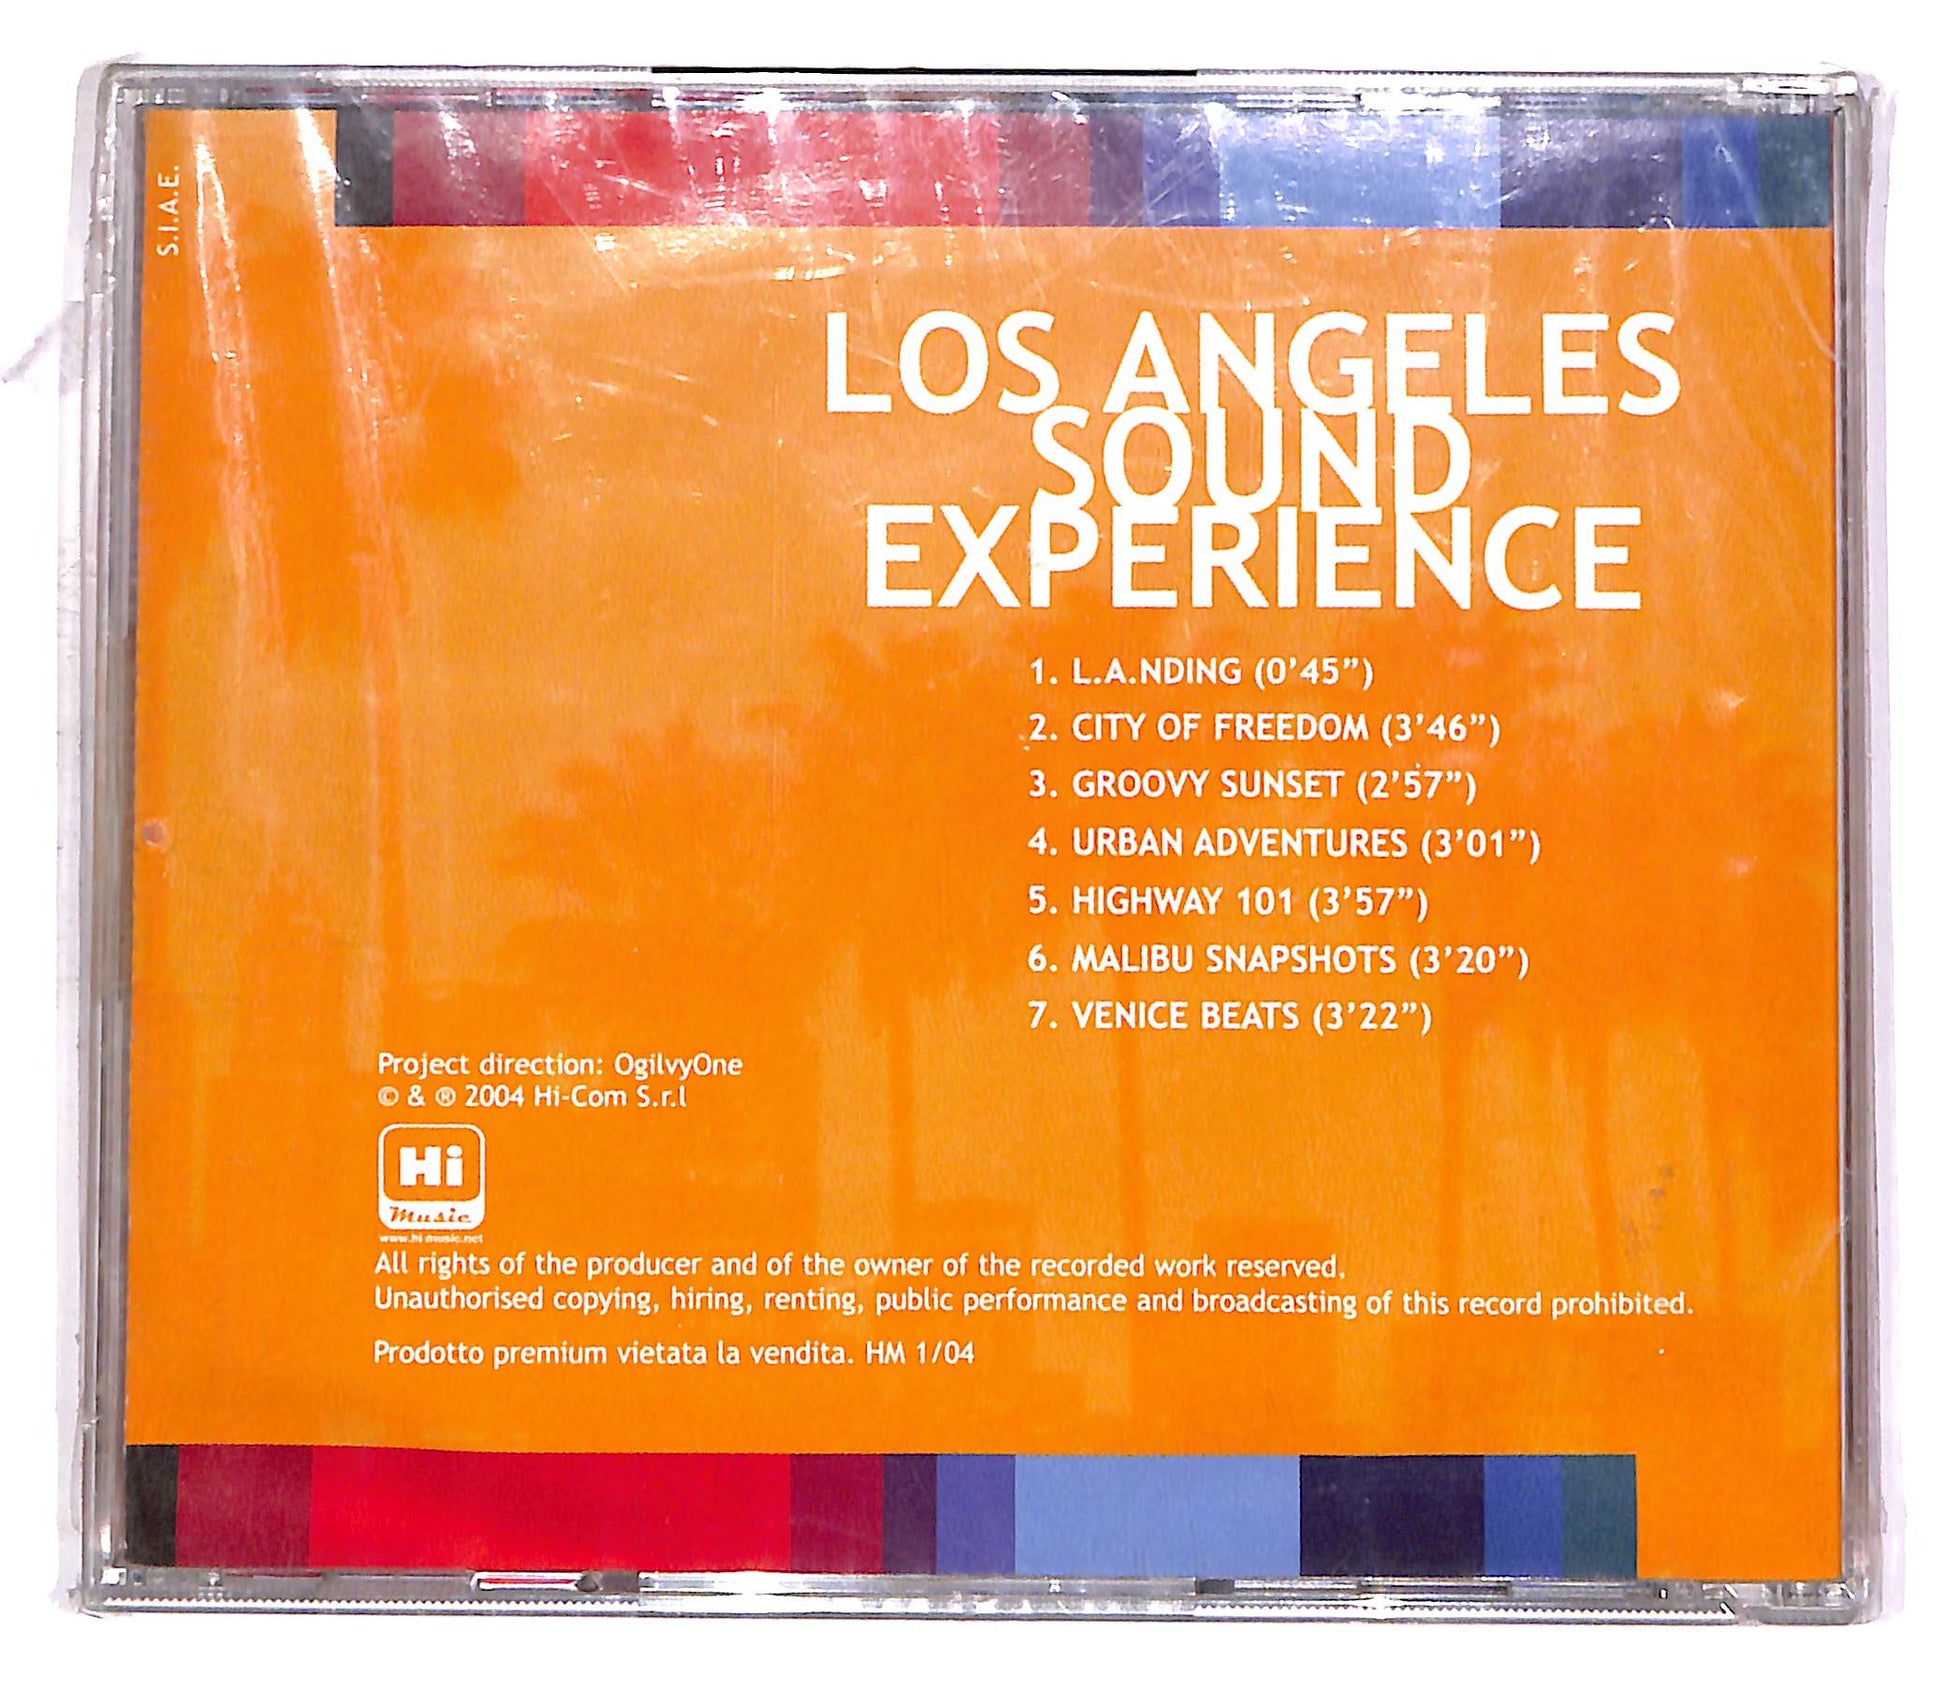 S.I.A.E.
LOS ANGELES
SOUND
EXPERIENCE
1. L.A.NDING (0'45”)
2. CITY OF FREEDOM (3'46”)
3. GROOVY SUNSET (2'57”)
4. URBAN ADVENTURES (3'01”)
5. HIGHWAY 101 (3'57”)
6. MALIBU SNAPSHOTS (3'20”)
7. VENICE BEATS (3'22”)
Project direction: OgilvyOne
© & ® 2004 Hi-Com S.r.l
Hi
Music
www.hi-music.net
All rights of the producer and of the owner of the recorded work reserved.
Unauthorised copying, hiring, renting, public performance and broadcasting of this record prohibited.
Prodotto premium vietata la vendita. HM 1/04